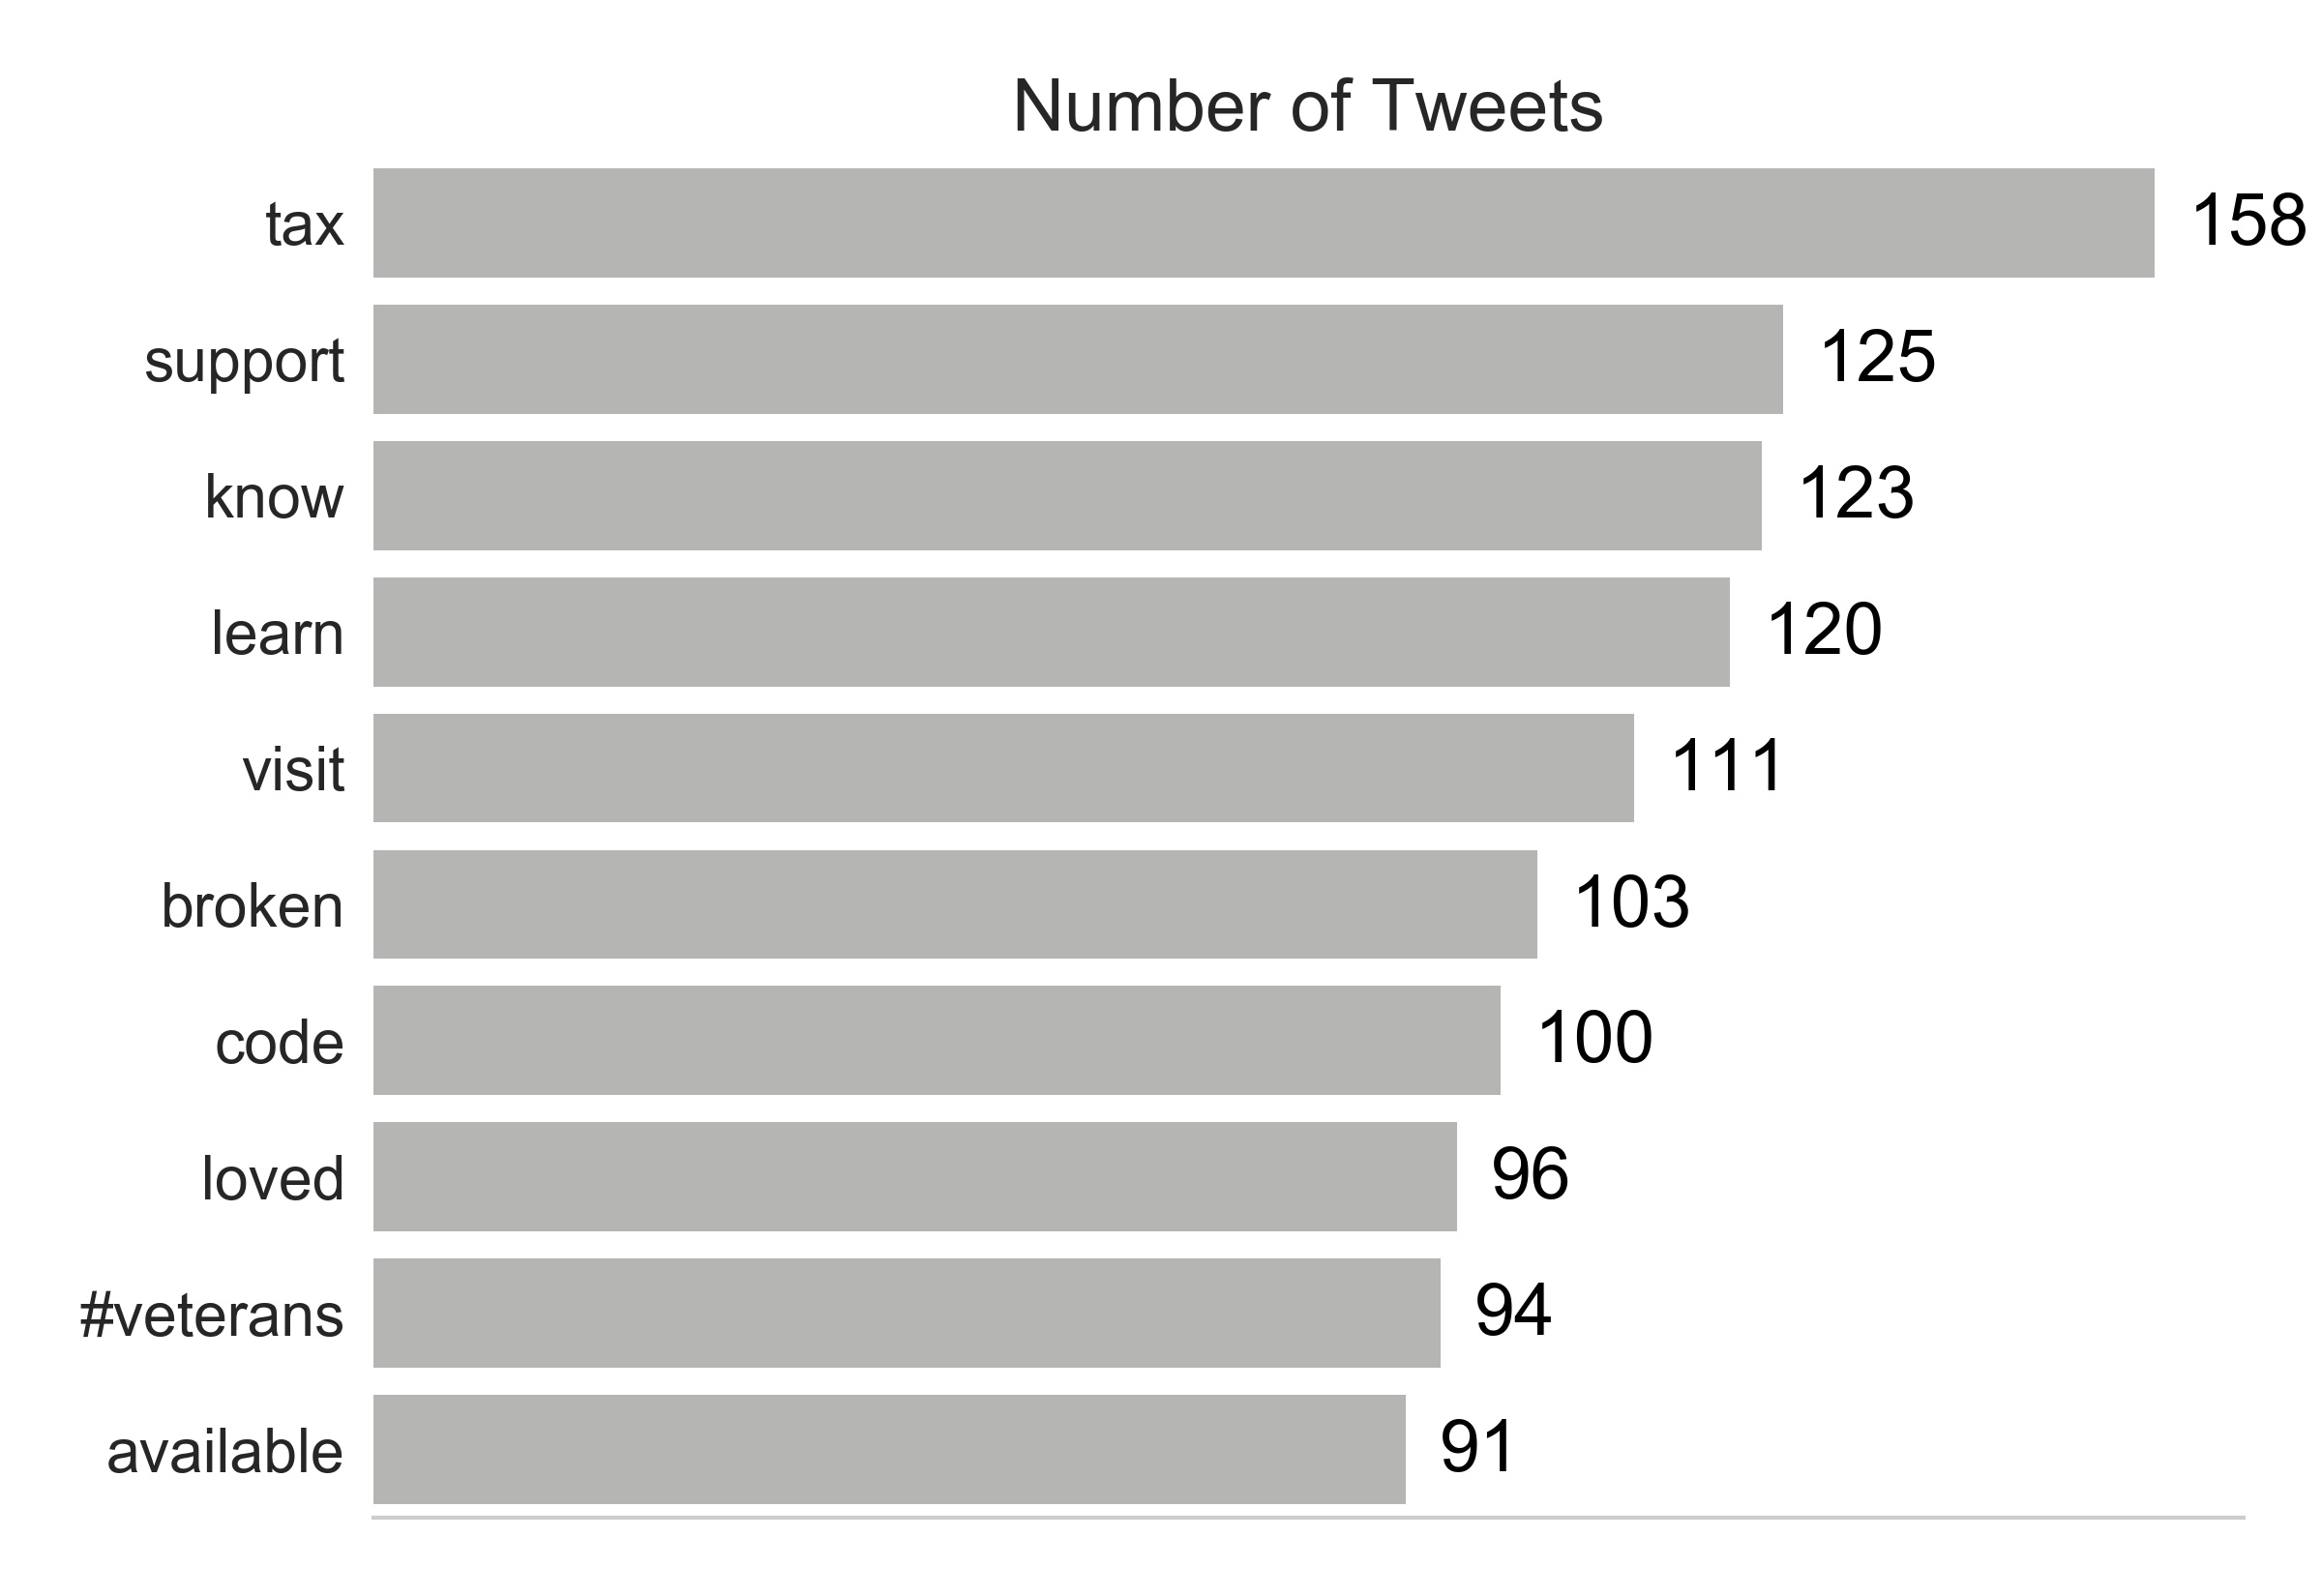 Number of Tweets
tax 158
support 125
know 123
learn 120
visit 111
broken 103
code 100
loved 96
#veterans 94
available 91